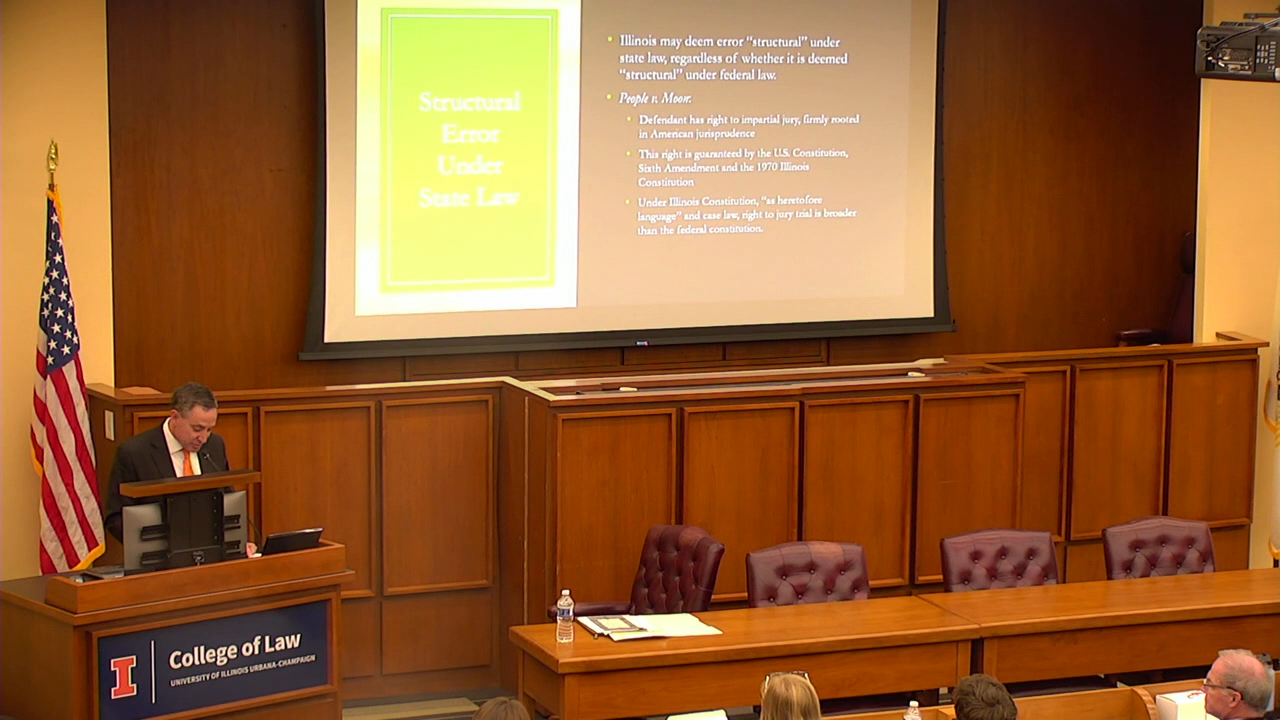 Structural
Error
Under
State Law
Illinois may deem error “structural” under
state law, regardless of whether it is deemed
“structural” under federal law.
People v. Moon:
Defendant has right to impartial jury, firmly rooted
in American jurisprudence
This right is guaranteed by the U.S. Constitution,
Sixth Amendment and the 1970 Illinois
Constitution
Under Illinois Constitution, “as heretofore
language” and case law, right to jury trial is broader
than the federal constitution.
I
College of Law
UNIVERSITY OF ILLINOIS URBANA-CHAMPAIGN